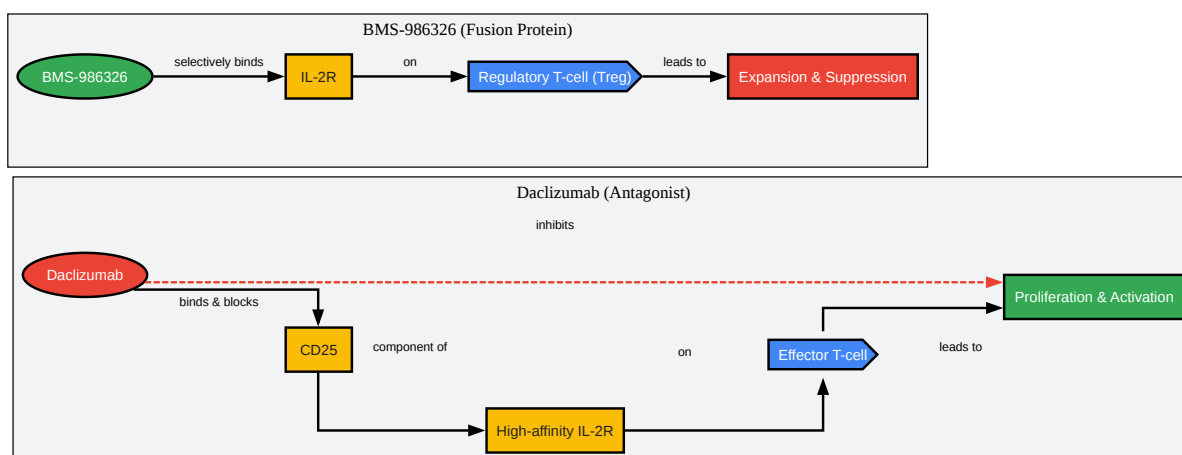 BMS-986326 (Fusion Protein)
BMS-986326
selectively binds
IL-2R
on
Regulatory T-cell (Treg)
leads to
Expansion & Suppression
Daclizumab (Antagonist)
inhibits
Daclizumab
binds & blocks
CD25
component of
High-affinity IL-2R
on
Effector T-cell
leads to
Proliferation & Activation